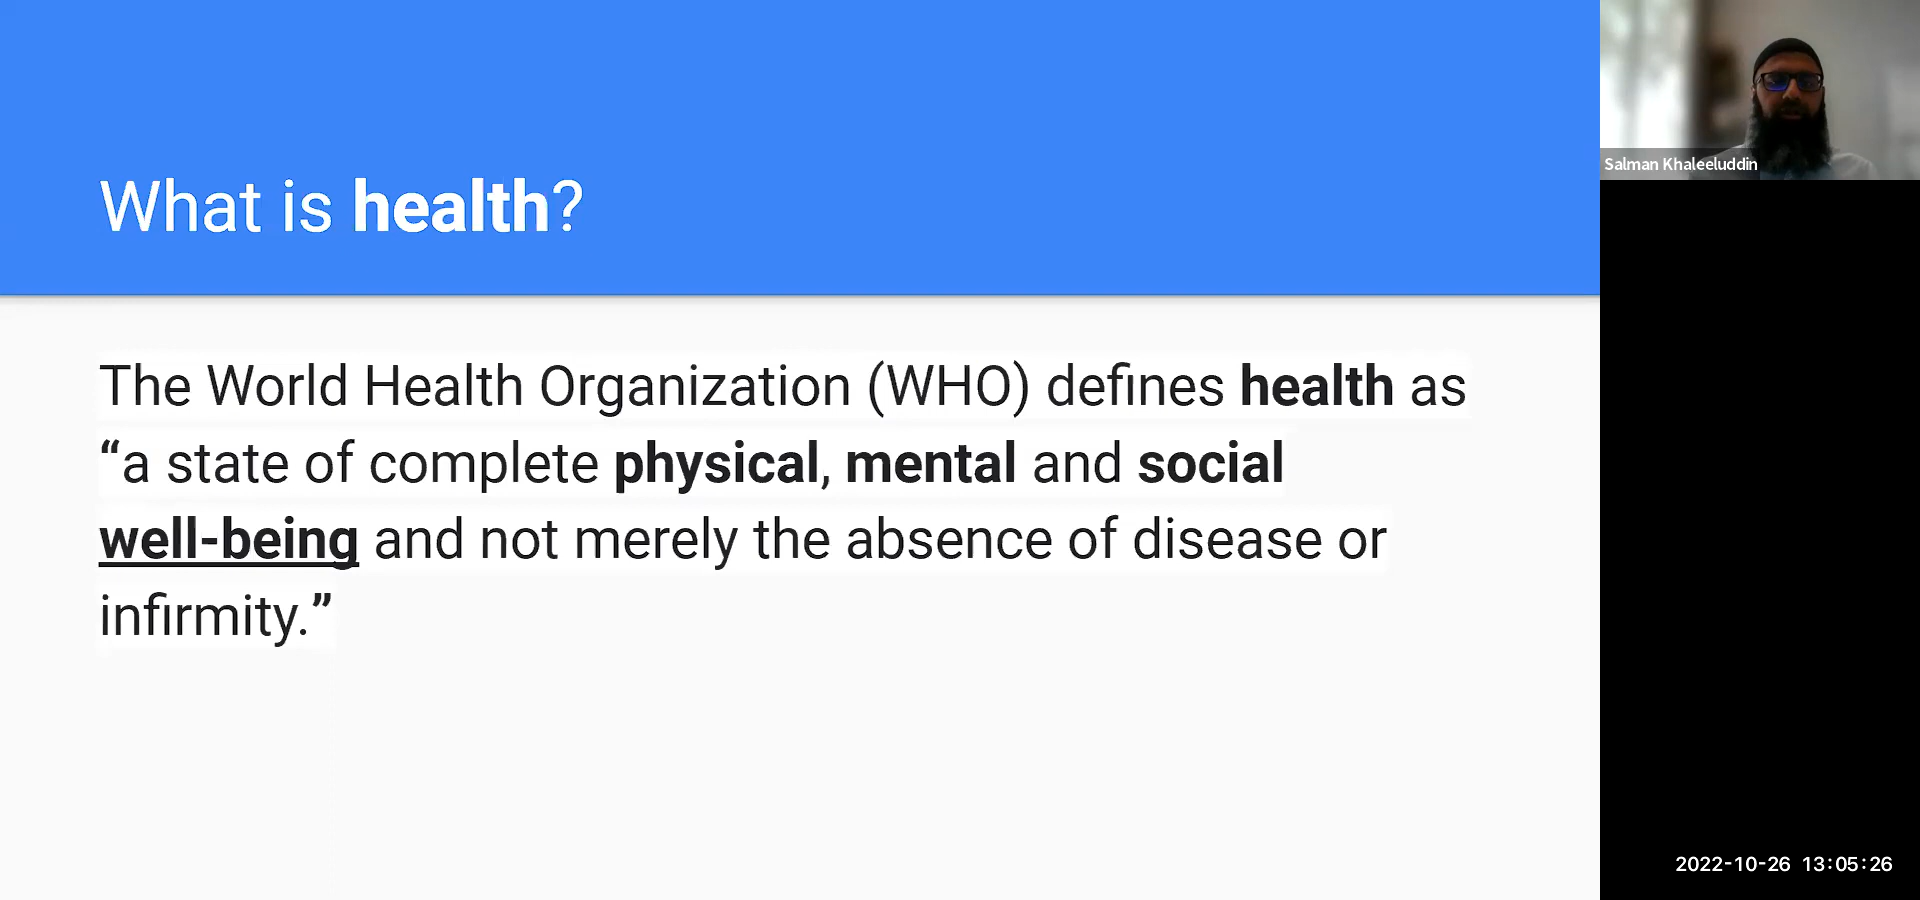 What is health?
The World Health Organization (WHO) defines health as
“a state of complete physical, mental and social
well-being and not merely the absence of disease or
infirmity.”
Salman Khaleeluddin
2022-10-26 13:05:26